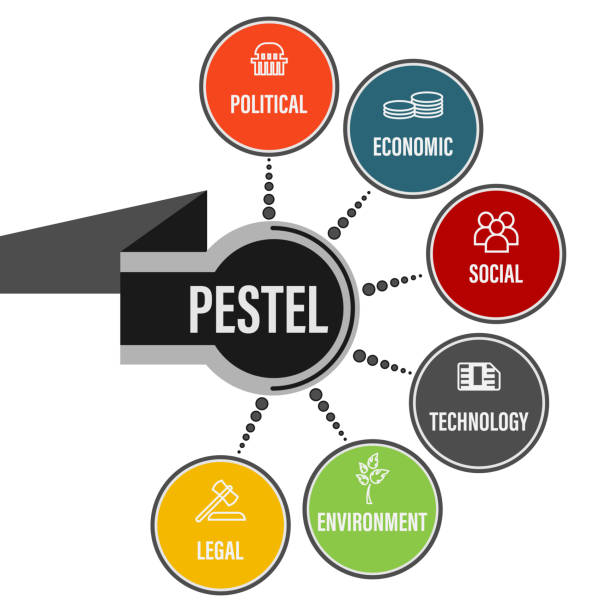 POLITICAL
ECONOMIC
SOCIAL
PESTEL
TECHNOLOGY
ENVIRONMENT
LEGAL